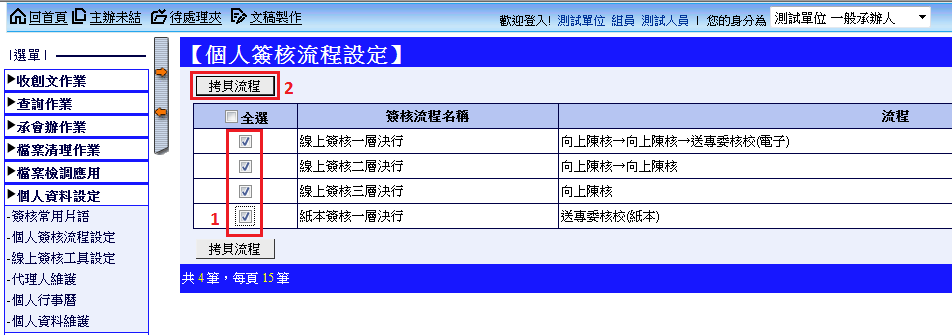 回首頁 主辦未結 待處理夾 文稿製作
歡迎登入! 測試單位 組員 測試人員 | 您的身分為 測試單位 一般承辦人
|選單|
▶收創文作業
▶查詢作業
▶承會辦作業
▶檔案清理作業
▶檔案檢調應用
▶個人資料設定
-簽核常用片語
-個人簽核流程設定
-線上簽核工具設定
-代理人維護
-個人行事曆
-個人資料維護
【個人簽核流程設定】
拷貝流程 2
全選 簽核流程名稱 流程
線上簽核一層決行 向上陳核→向上陳核→送專委核校(電子)
線上簽核二層決行 向上陳核→向上陳核
線上簽核三層決行 向上陳核
1 紙本簽核一層決行 送專委核校(紙本)
拷貝流程
共 4 筆，每頁 15 筆